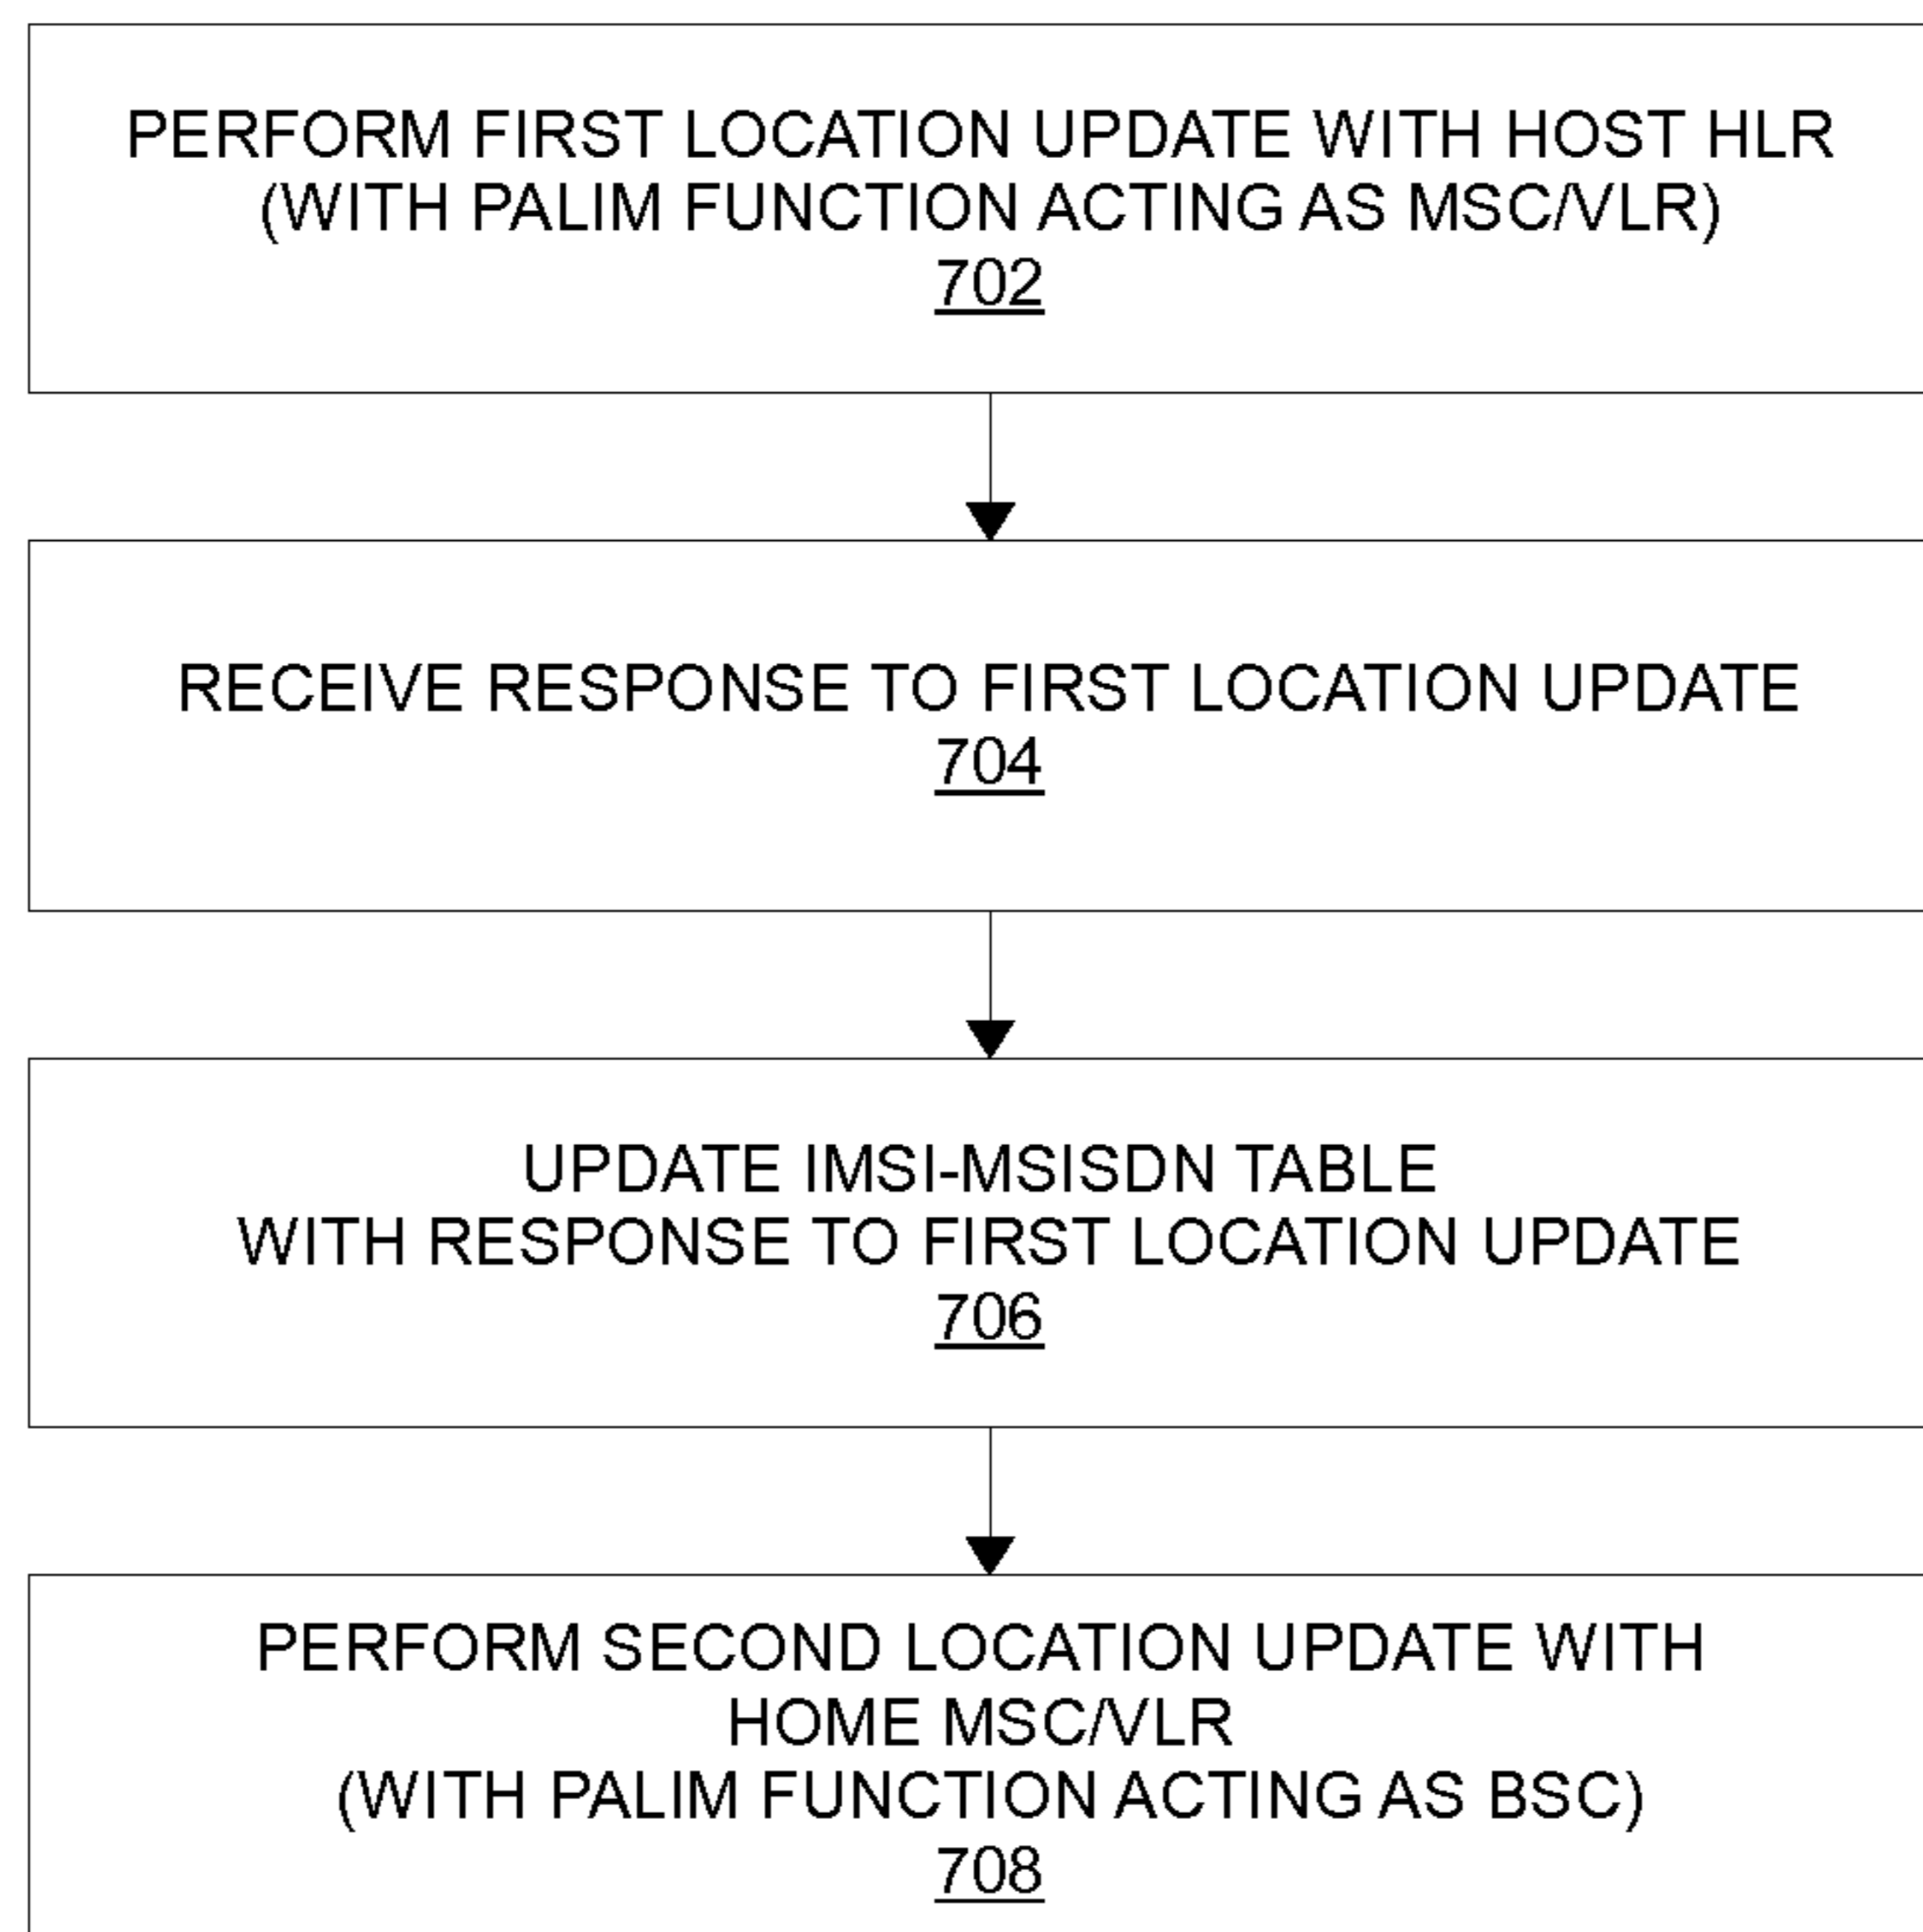 PERFORM FIRST LOCATION UPDATE WITH HOST HLR
(WITH PALIM FUNCTION ACTING AS MSC/VLR)
702
RECEIVE RESPONSE TO FIRST LOCATION UPDATE
704
UPDATE IMSI-MSISDN TABLE
WITH RESPONSE TO FIRST LOCATION UPDATE
706
PERFORM SECOND LOCATION UPDATE WITH
HOME MSC/VLR
(WITH PALIM FUNCTION ACTING AS BSC)
708